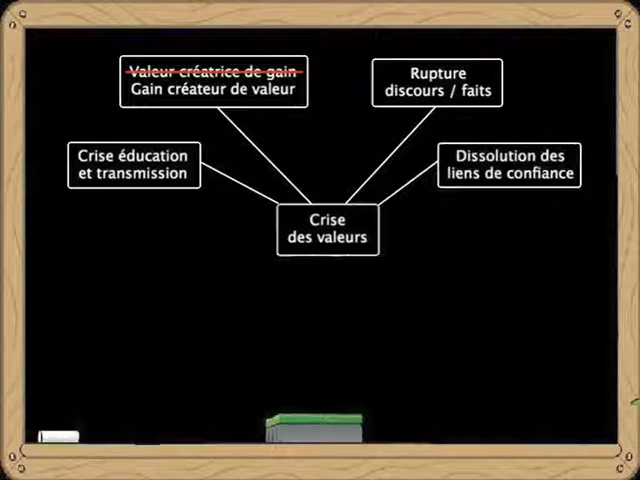 Valeur créatrice de gain
Gain créateur de valeur
Rupture
discours / faits
Crise éducation
et transmission
Dissolution des
liens de confiance
Crise
des valeurs